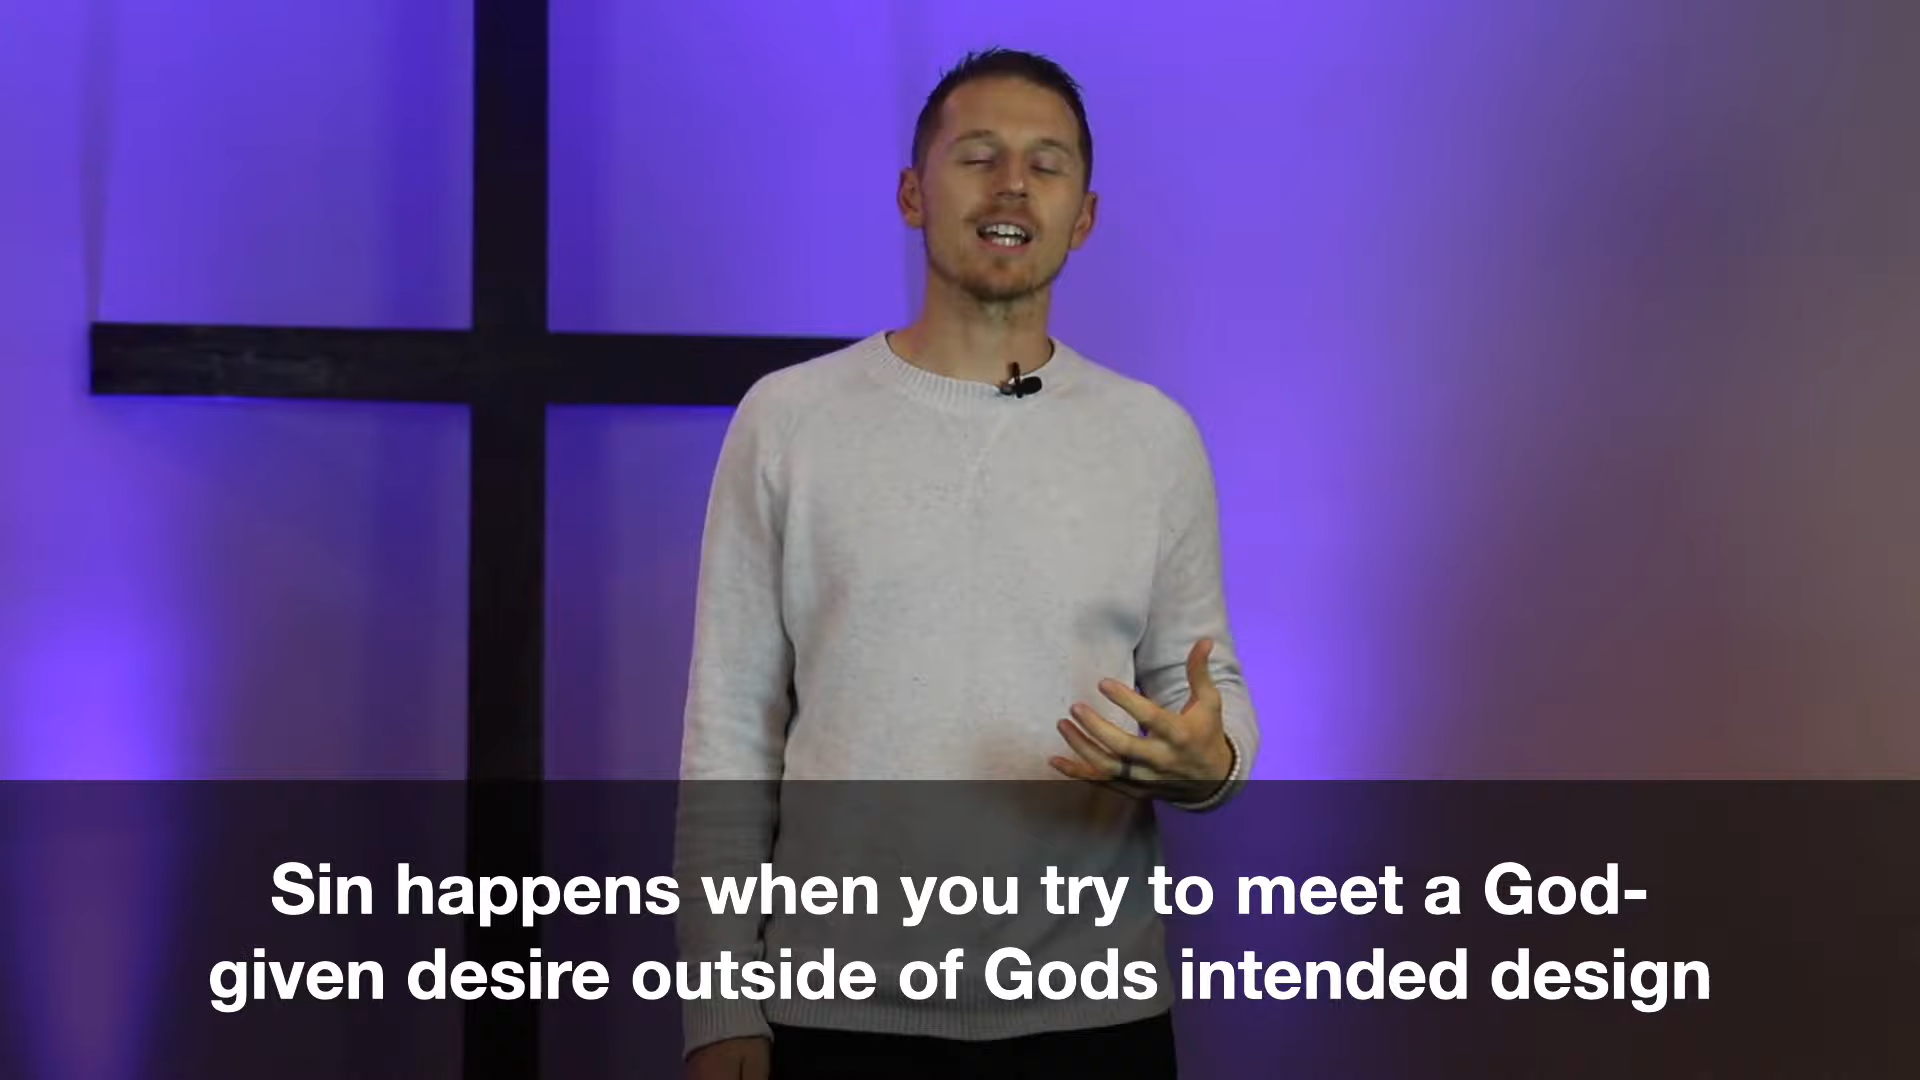 Sin happens when you try to meet a God-
given desire outside of Gods intended design